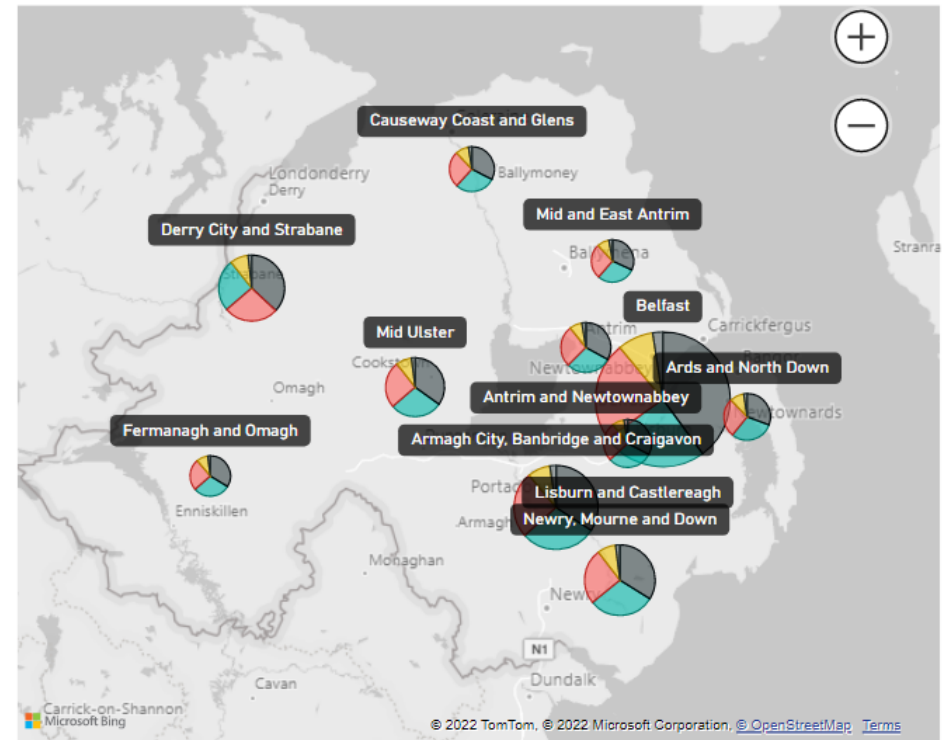 Causeway Coast and Glens
Londonderry
Derry
Ballymoney
Mid and East Antrim
Derry City and Strabane
Stranra
Strabane
Belfast
Mid Ulster
Antrim
Carrickfergus
Cookstown
Ards and North Down
Omagh
Antrim and Newtownabbey
Newtownards
Fermanagh and Omagh
Armagh City, Banbridge and Craigavon
Enniskillen
Lisburn and Castlereagh
Armagh
Newry, Mourne and Down
Monaghan
Newry
N1
Dundalk
Cavan
Carrick-on-Shannon
Microsoft Bing
© 2022 TomTom, © 2022 Microsoft Corporation, © OpenStreetMap Terms